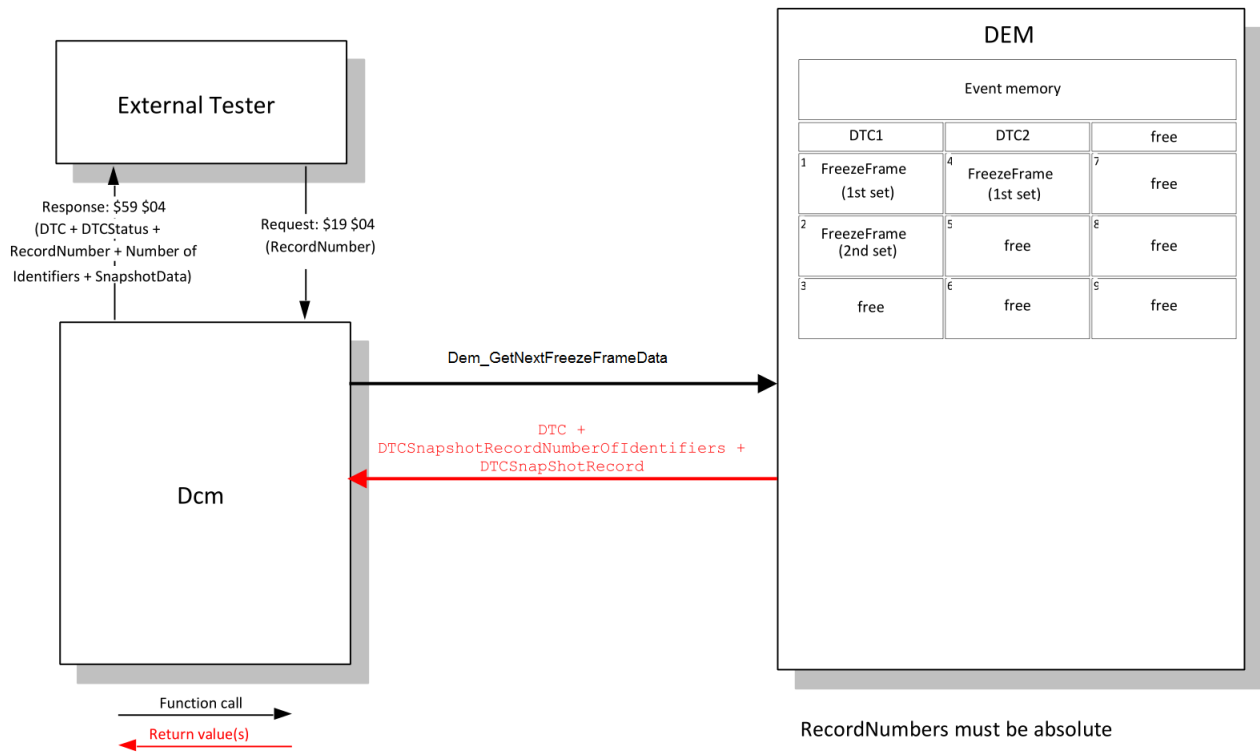 External Tester
Response: $59 $04
(DTC + DTCStatus +
RecordNumber + Number of
Identifiers + SnapshotData)
Request: $19 $04
(RecordNumber)
Dcm
Function call
Return value(s)
Dem_GetNextFreezeFrameData
DTC +
DTCSnapshotRecordNumberOfIdentifiers +
DTCSnapShotRecord
DEM
Event memory
DTC1
DTC2
free
1
FreezeFrame
(1st set)
4
FreezeFrame
(1st set)
7
free
2
FreezeFrame
(2nd set)
5
free
8
free
3
free
6
free
9
free
RecordNumbers must be absolute